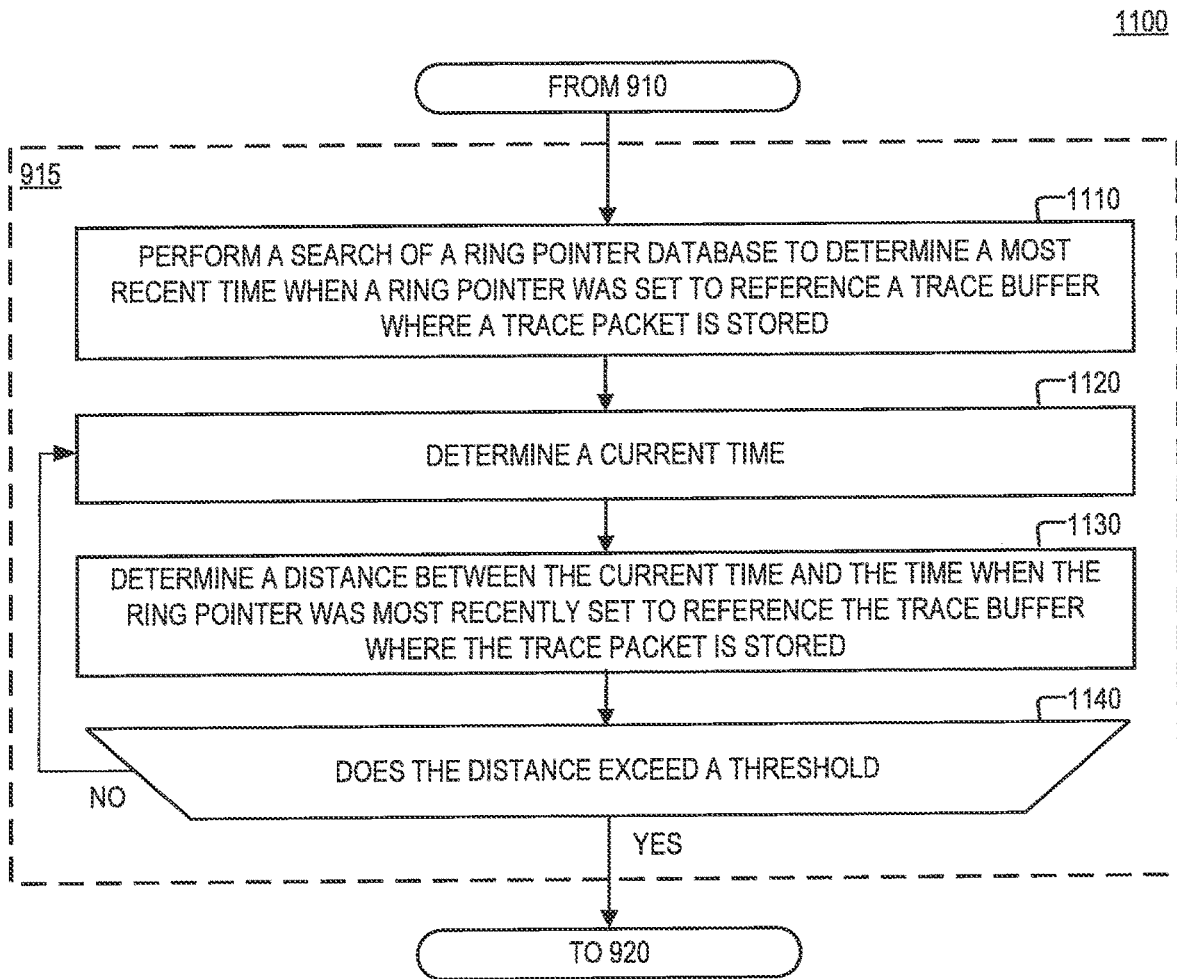 1100
FROM 910
915
1110
PERFORM A SEARCH OF A RING POINTER DATABASE TO DETERMINE A MOST
RECENT TIME WHEN A RING POINTER WAS SET TO REFERENCE A TRACE BUFFER
WHERE A TRACE PACKET IS STORED
1120
DETERMINE A CURRENT TIME
1130
DETERMINE A DISTANCE BETWEEN THE CURRENT TIME AND THE TIME WHEN THE
RING POINTER WAS MOST RECENTLY SET TO REFERENCE THE TRACE BUFFER
WHERE THE TRACE PACKET IS STORED
1140
DOES THE DISTANCE EXCEED A THRESHOLD
NO
YES
TO 920